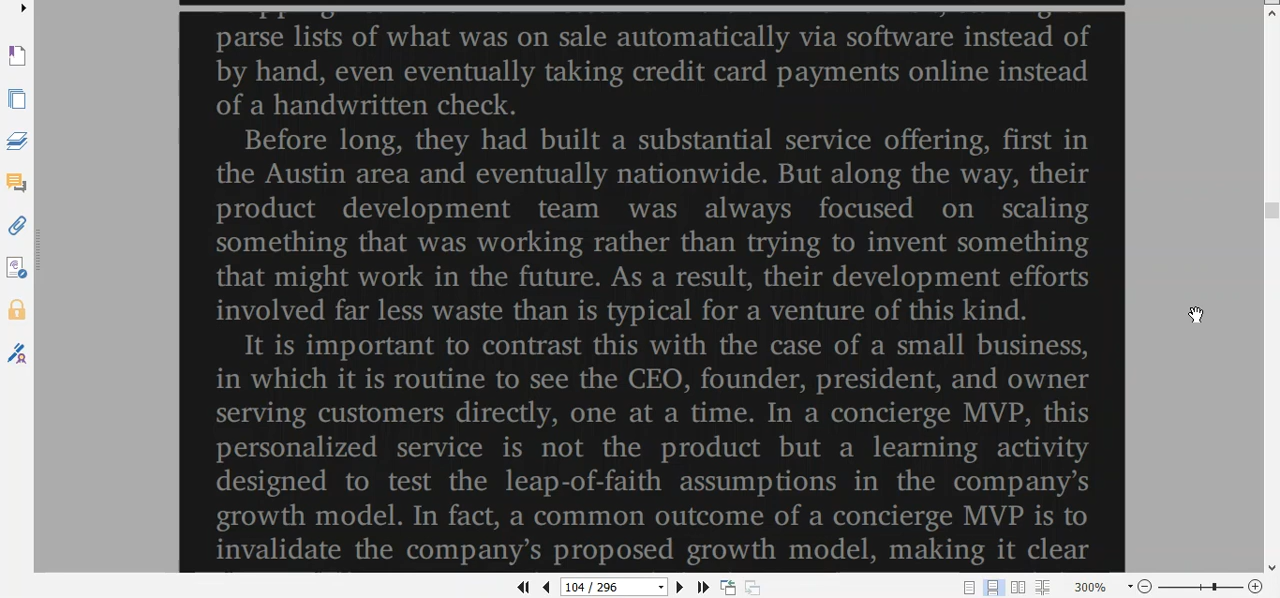 parse lists of what was on sale automatically via software instead of
by hand, even eventually taking credit card payments online instead
of a handwritten check.
Before long, they had built a substantial service offering, first in
the Austin area and eventually nationwide. But along the way, their
product development team was always focused on scaling
something that was working rather than trying to invent something
that might work in the future. As a result, their development efforts
involved far less waste than is typical for a venture of this kind.
It is important to contrast this with the case of a small business,
in which it is routine to see the CEO, founder, president, and owner
serving customers directly, one at a time. In a concierge MVP, this
personalized service is not the product but a learning activity
designed to test the leap-of-faith assumptions in the company’s
growth model. In fact, a common outcome of a concierge MVP is to
invalidate the company’s proposed growth model, making it clear
104 / 296
300%